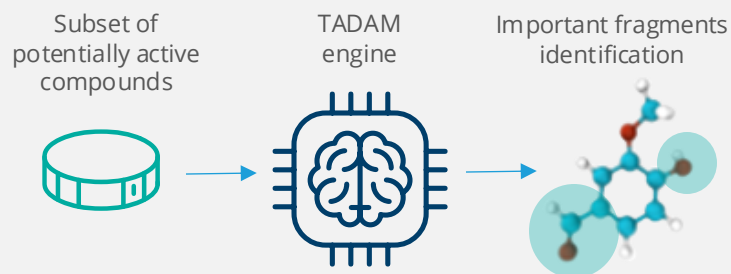 Subset of
potentially active
compounds
TADAM
engine
Important fragments
identification